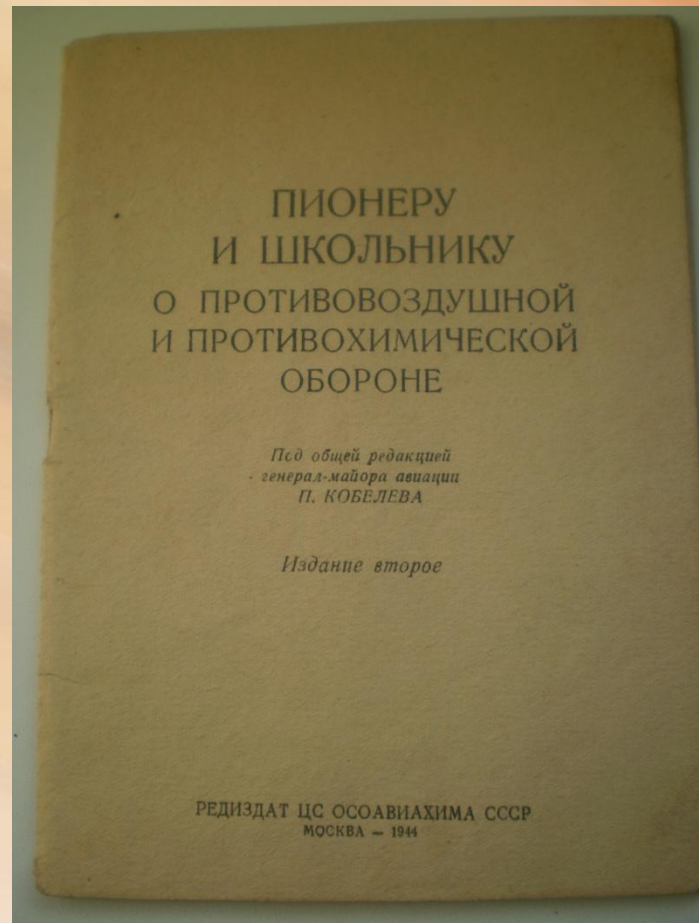 ПИОНЕРУ
И ШКОЛЬНИКУ
О ПРОТИВОВОЗДУШНОЙ
И ПРОТИВОХИМИЧЕСКОЙ
ОБОРОНЕ
Под общей редакцией
генерал-майора авиации
П. КОБЕЛЕВА
Издание второе
РЕДИЗДАТ ЦС ОСОАВИАХИМА СССР
МОСКВА — 1944